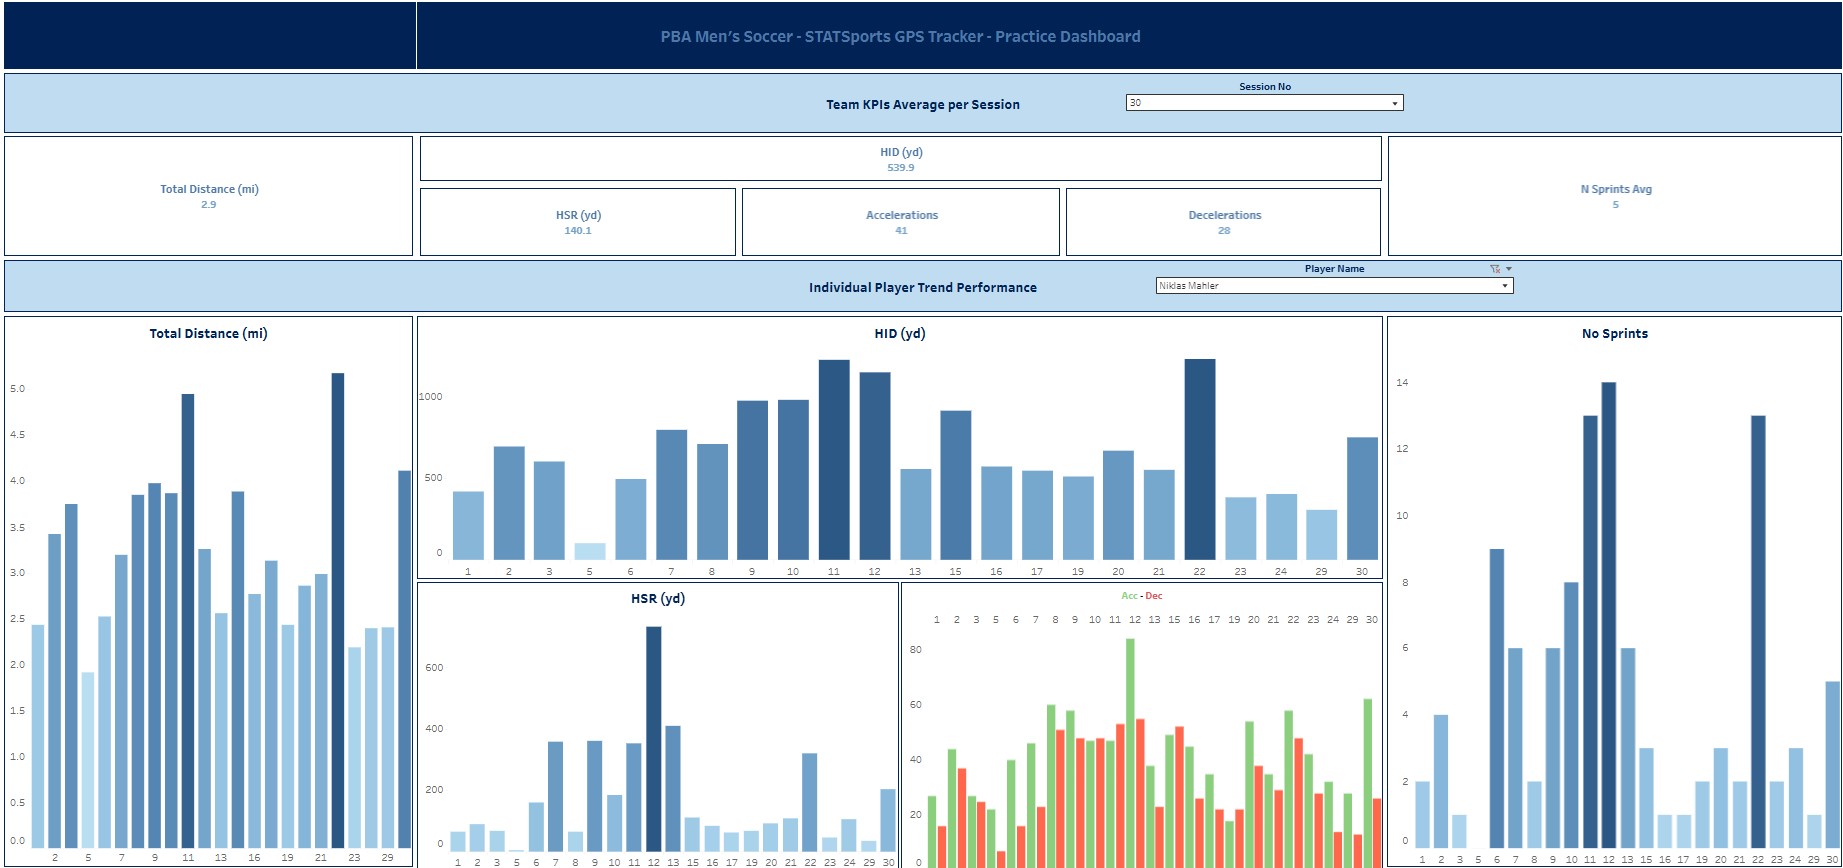 PBA Men's Soccer - STATSports GPS Tracker - Practice Dashboard
Session No
Team KPIs Average per Session
30
Total Distance (mi)
2.9
HID (yd)
539.9
HSR (yd)
140.1
Accelerations
41
Decelerations
28
N Sprints Avg
5
Individual Player Trend Performance
Player Name
Niklas Mahler
Total Distance (mi)
5.0
4.5
4.0
3.5
3.0
2.5
2.0
1.5
1.0
0.5
0.0
2 5 7 9 11 13 16 19 21 23 29
HID (yd)
1000
500
0
1 2 3 5 6 7 8 9 10 11 12 13 15 16 17 19 20 21 22 23 24 29 30
HSR (yd)
600
400
200
0
1 2 3 5 6 7 8 9 10 11 12 13 15 16 17 19 20 21 22 23 24 29 30
Acc - Dec
1 2 3 5 6 7 8 9 10 11 12 13 15 16 17 19 20 21 22 23 24 29 30
80
60
40
20
0
No Sprints
14
12
10
8
6
4
2
0
1 2 3 5 6 7 8 9 10 11 12 13 15 16 17 19 20 21 22 23 24 29 30